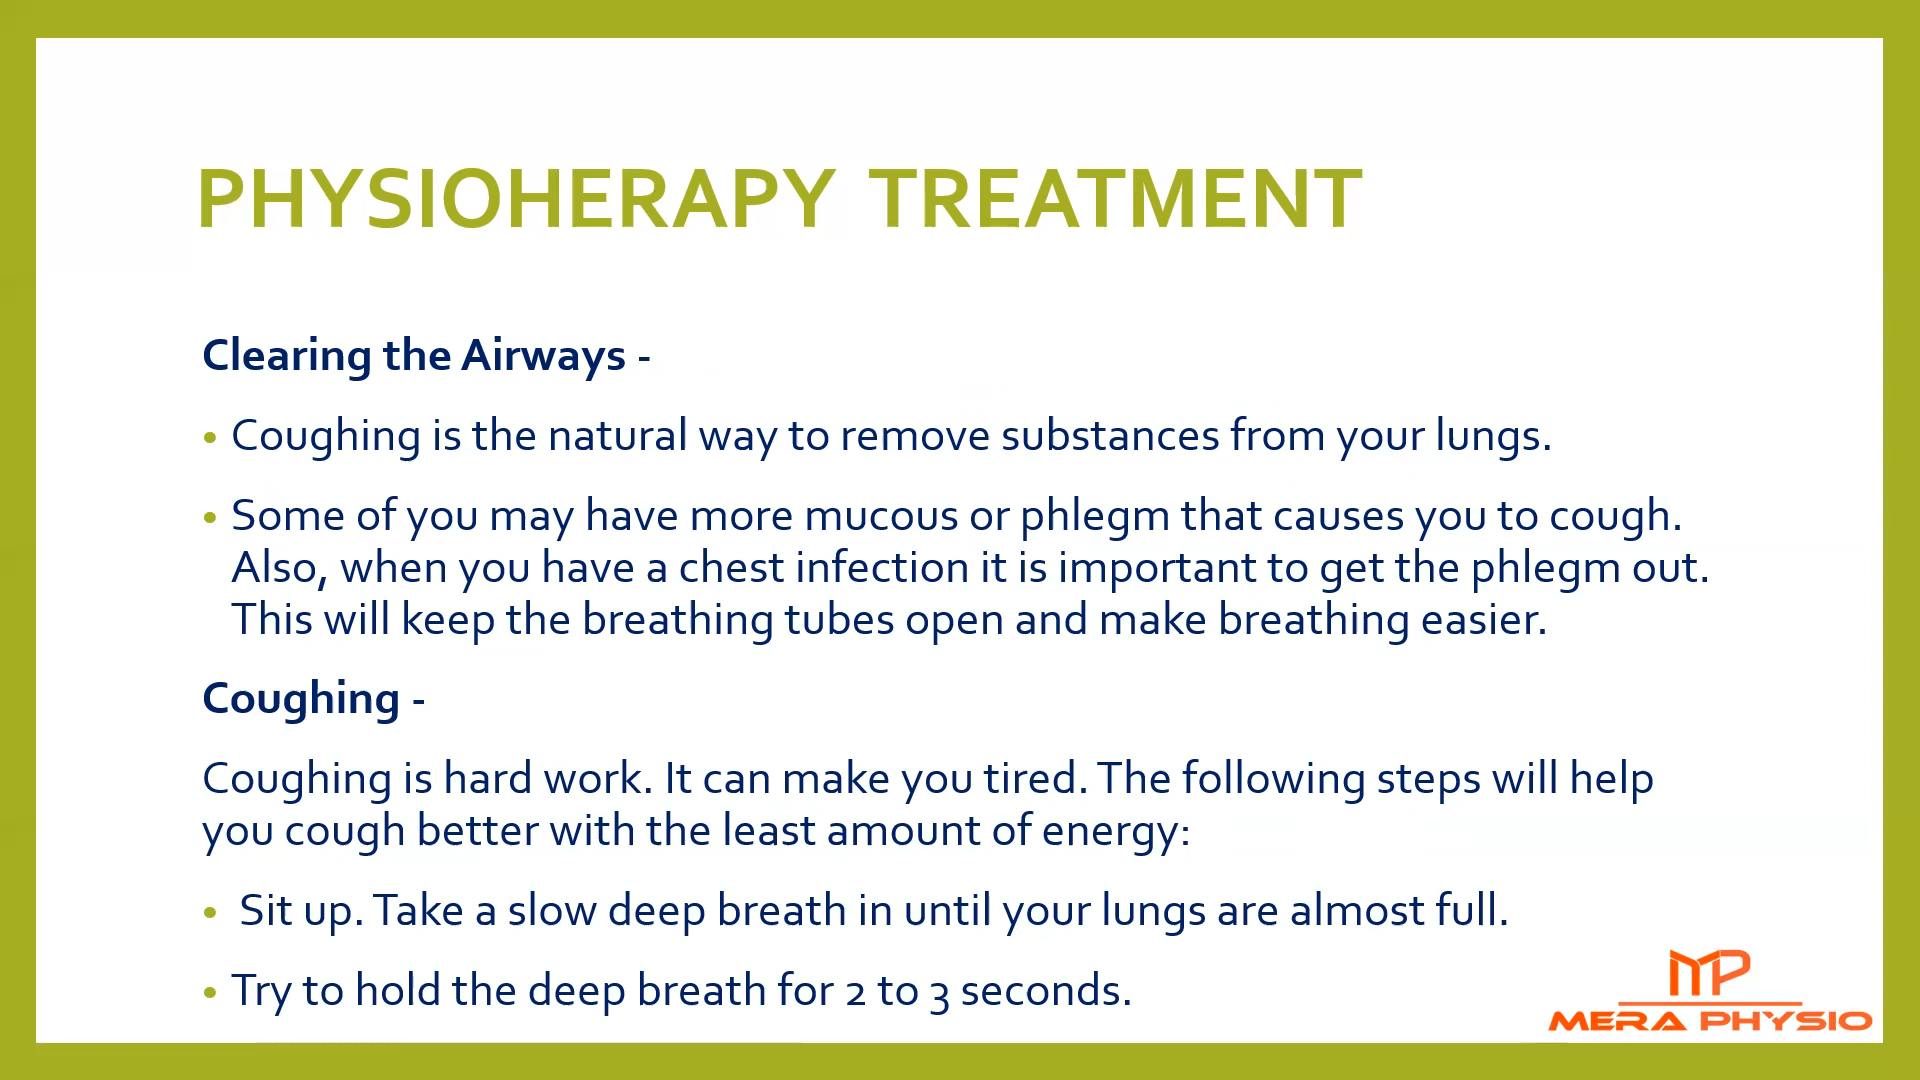 PHYSIOHERAPY TREATMENT
Clearing the Airways -
• Coughing is the natural way to remove substances from your lungs.
• Some of you may have more mucous or phlegm that causes you to cough.
Also, when you have a chest infection it is important to get the phlegm out.
This will keep the breathing tubes open and make breathing easier.
Coughing -
Coughing is hard work. It can make you tired. The following steps will help
you cough better with the least amount of energy:
• Sit up. Take a slow deep breath in until your lungs are almost full.
• Try to hold the deep breath for 2 to 3 seconds.
MP
MERA PHYSIO